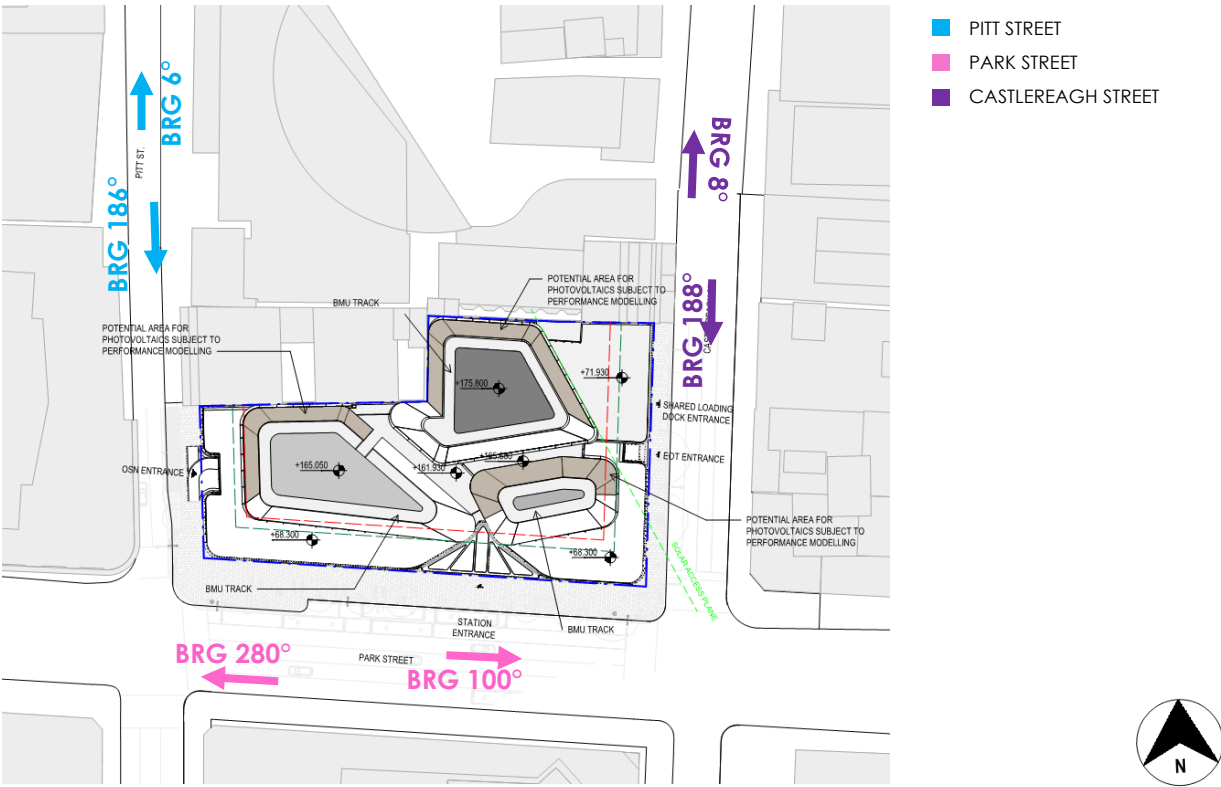 PITT STREET
PARK STREET
CASTLEREAGH STREET
BRG 6°
PITT ST.
BRG 186°
BRG 8°
BRG 188°
POTENTIAL AREA FOR
PHOTOVOLTAICS SUBJECT TO
PERFORMANCE MODELLING
BMU TRACK
POTENTIAL AREA FOR
PHOTOVOLTAICS SUBJECT TO
PERFORMANCE MODELLING
+71.930
+175.800
SHARED LOADING
DOCK ENTRANCE
EOT ENTRANCE
OSN ENTRANCE
+165.050
+161.930
+68.300
+68.300
POTENTIAL AREA FOR
PHOTOVOLTAICS SUBJECT TO
PERFORMANCE MODELLING
SOLAR ACCESS PLANE
BMU TRACK
STATION
ENTRANCE
BMU TRACK
PARK STREET
BRG 280°
BRG 100°
N